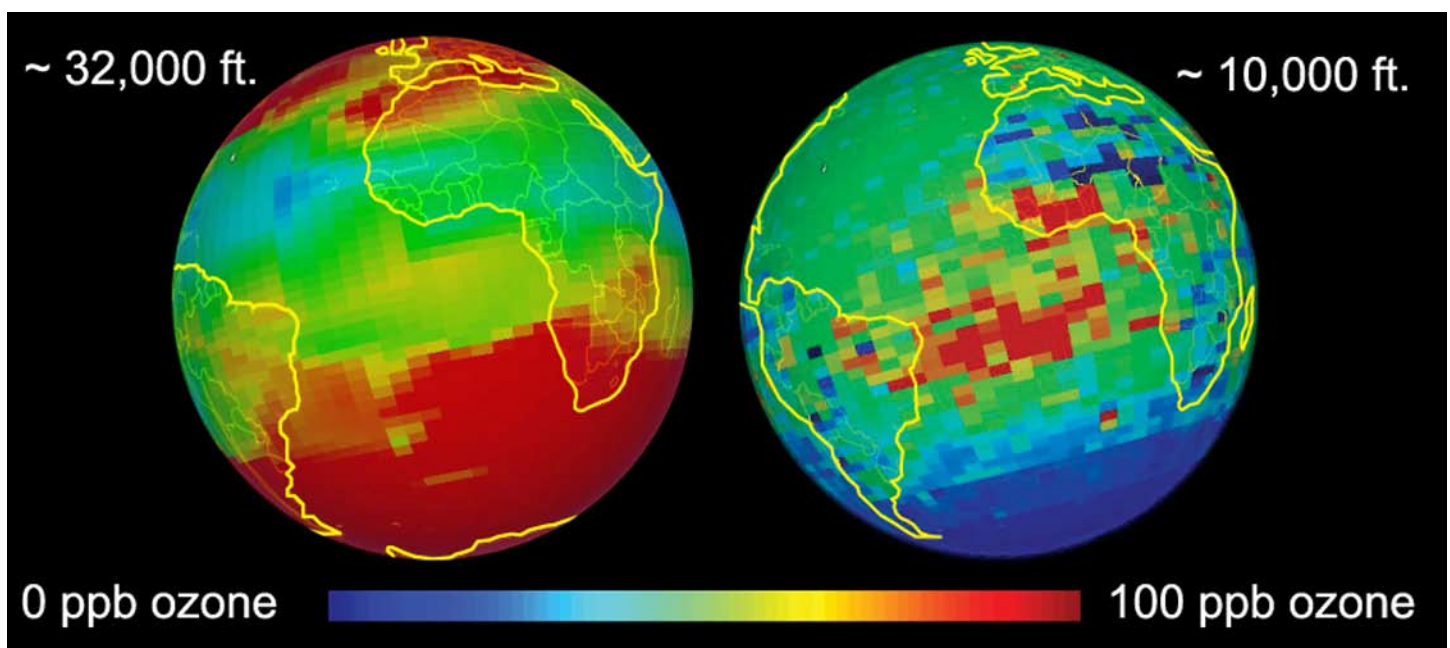 ~ 32,000 ft.
~ 10,000 ft.
0 ppb ozone
100 ppb ozone